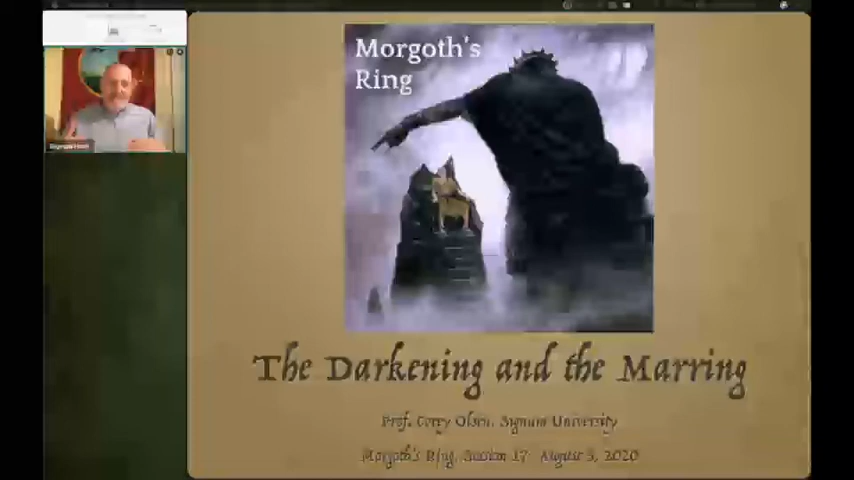 Morgoth's
Ring
The Darkening and the Marring
Prof. Corey Olsen, Signum University
Morgoth's Ring, Session 17 August 5, 2020